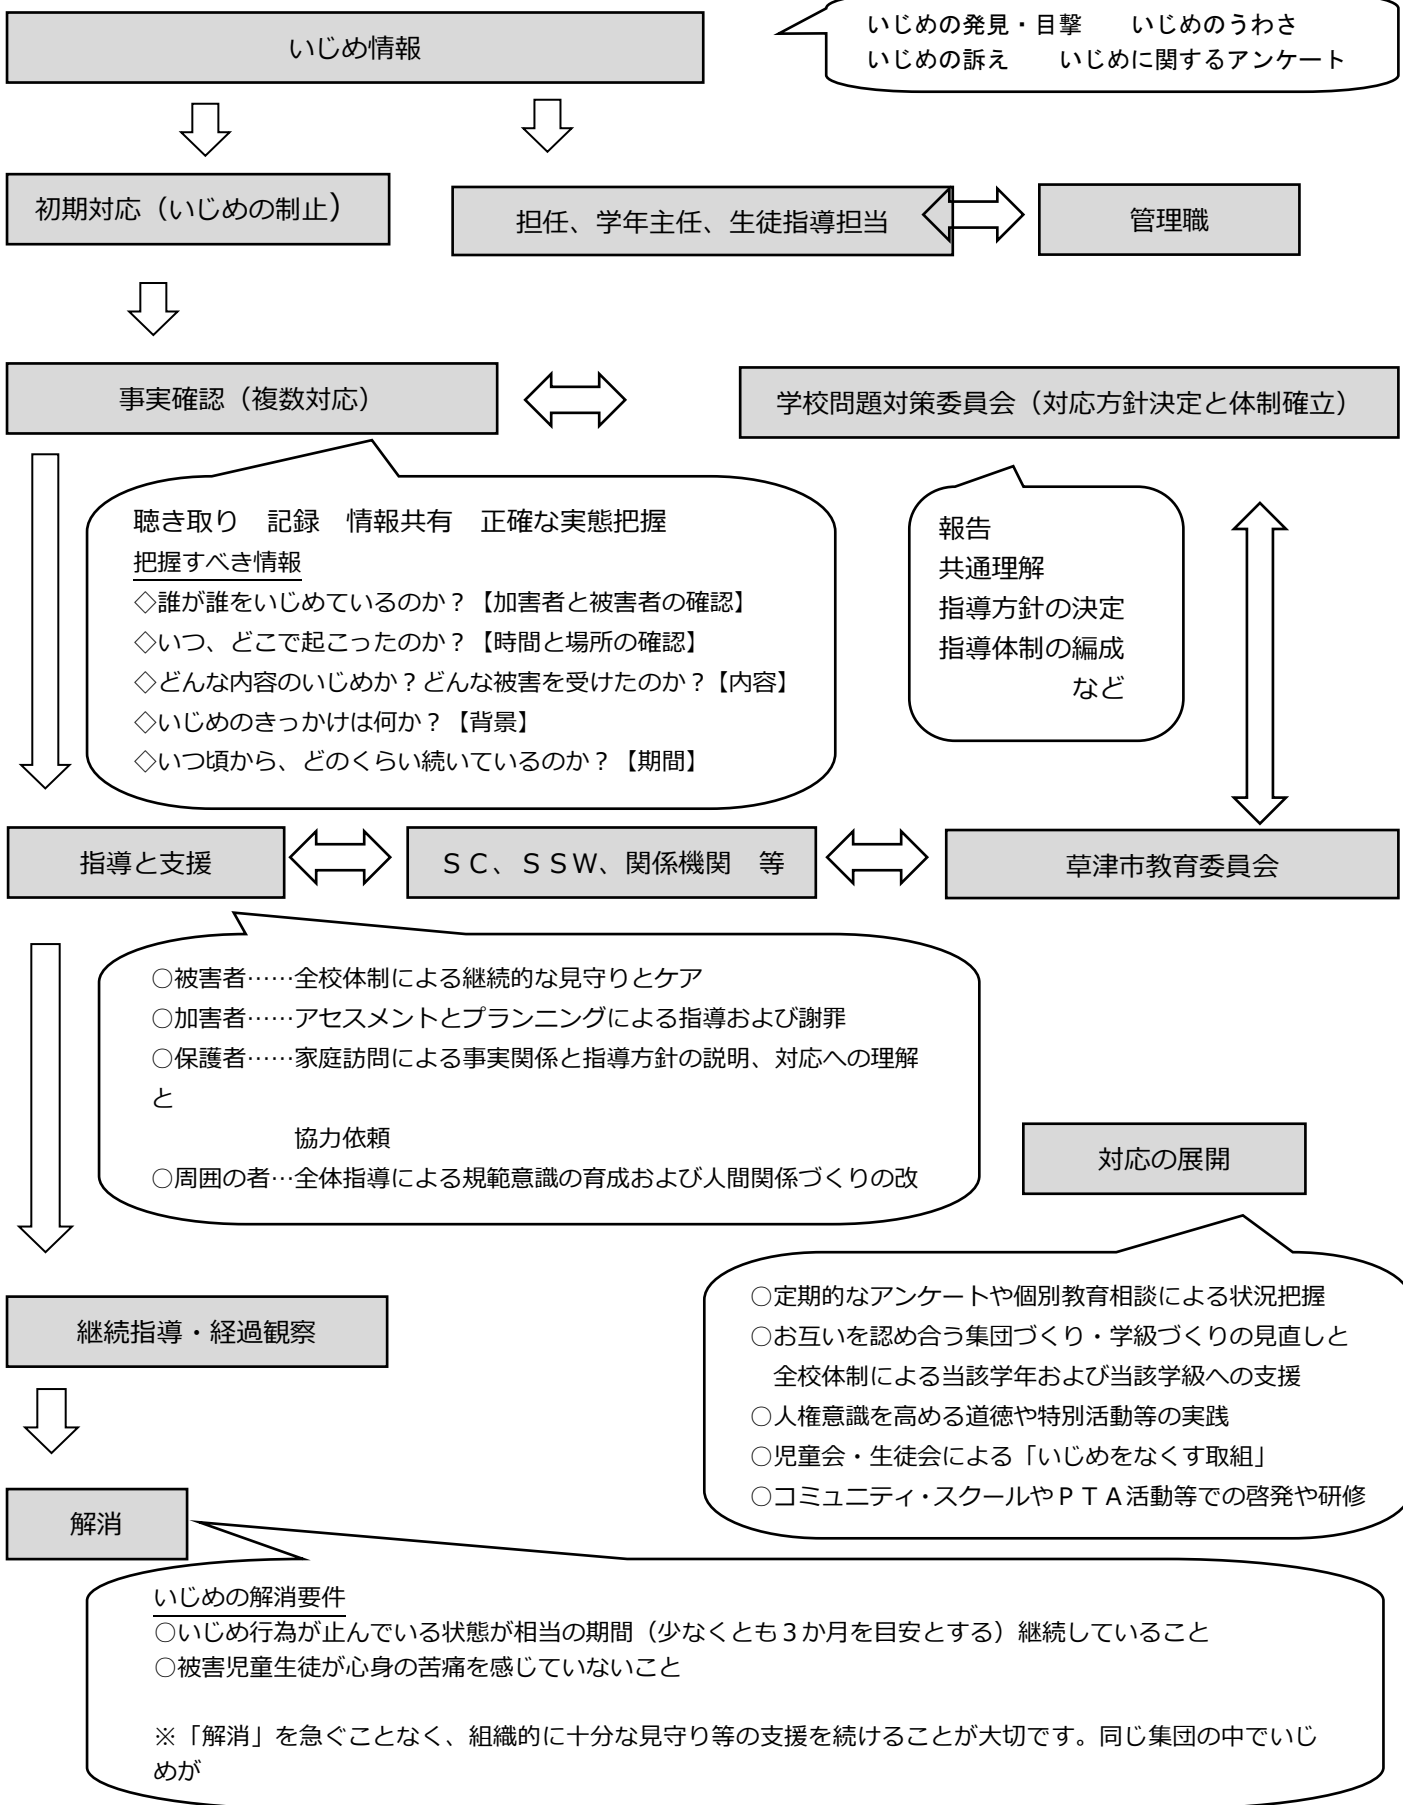 いじめ情報
いじめの発見・目撃　　いじめのうわさ
いじめの訴え　　いじめに関するアンケート
初期対応（いじめの制止）
担任、学年主任、生徒指導担当
管理職
事実確認（複数対応）
学校問題対策委員会（対応方針決定と体制確立）
聴き取り　記録　情報共有　正確な実態把握
把握すべき情報
◇誰が誰をいじめているのか？【加害者と被害者の確認】
◇いつ、どこで起こったのか？【時間と場所の確認】
◇どんな内容のいじめか？どんな被害を受けたのか？【内容】
◇いじめのきっかけは何か？【背景】
◇いつ頃から、どのくらい続いているのか？【期間】
報告
共通理解
指導方針の決定
指導体制の編成
など
指導と支援
ＳＣ、ＳＳＷ、関係機関　等
草津市教育委員会
○被害者……全校体制による継続的な見守りとケア
○加害者……アセスメントとプランニングによる指導および謝罪
○保護者……家庭訪問による事実関係と指導方針の説明、対応への理解
と
協力依頼
○周囲の者…全体指導による規範意識の育成および人間関係づくりの改
対応の展開
○定期的なアンケートや個別教育相談による状況把握
○お互いを認め合う集団づくり・学級づくりの見直しと
全校体制による当該学年および当該学級への支援
○人権意識を高める道徳や特別活動等の実践
○児童会・生徒会による「いじめをなくす取組」
○コミュニティ・スクールやＰＴＡ活動等での啓発や研修
継続指導・経過観察
解消
いじめの解消要件
○いじめ行為が止んでいる状態が相当の期間（少なくとも３か月を目安とする）継続していること
○被害児童生徒が心身の苦痛を感じていないこと
※「解消」を急ぐことなく、組織的に十分な見守り等の支援を続けることが大切です。同じ集団の中でいじ
めが